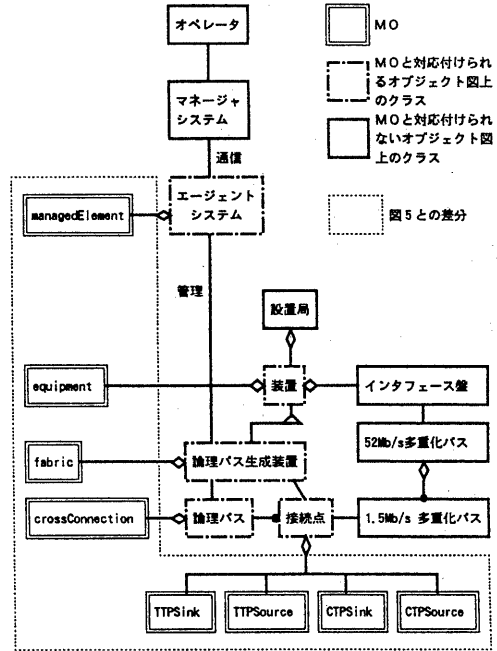 オペレータ
MO
マネージャ
システム
MOと対応付けられ
るオブジェクト図上
のクラス
MOと対応付けられ
ないオブジェクト図
上のクラス
通信
エージェント
システム
managedElement
図5との差分
管理
設置局
equipment
装置
インタフェース盤
52Mb/s多重化パス
fabric
論理パス生成装置
crossConnection
論理パス
接続点
1.5Mb/s 多重化パス
TTPSink
TTPSource
CTPSink
CTPSource